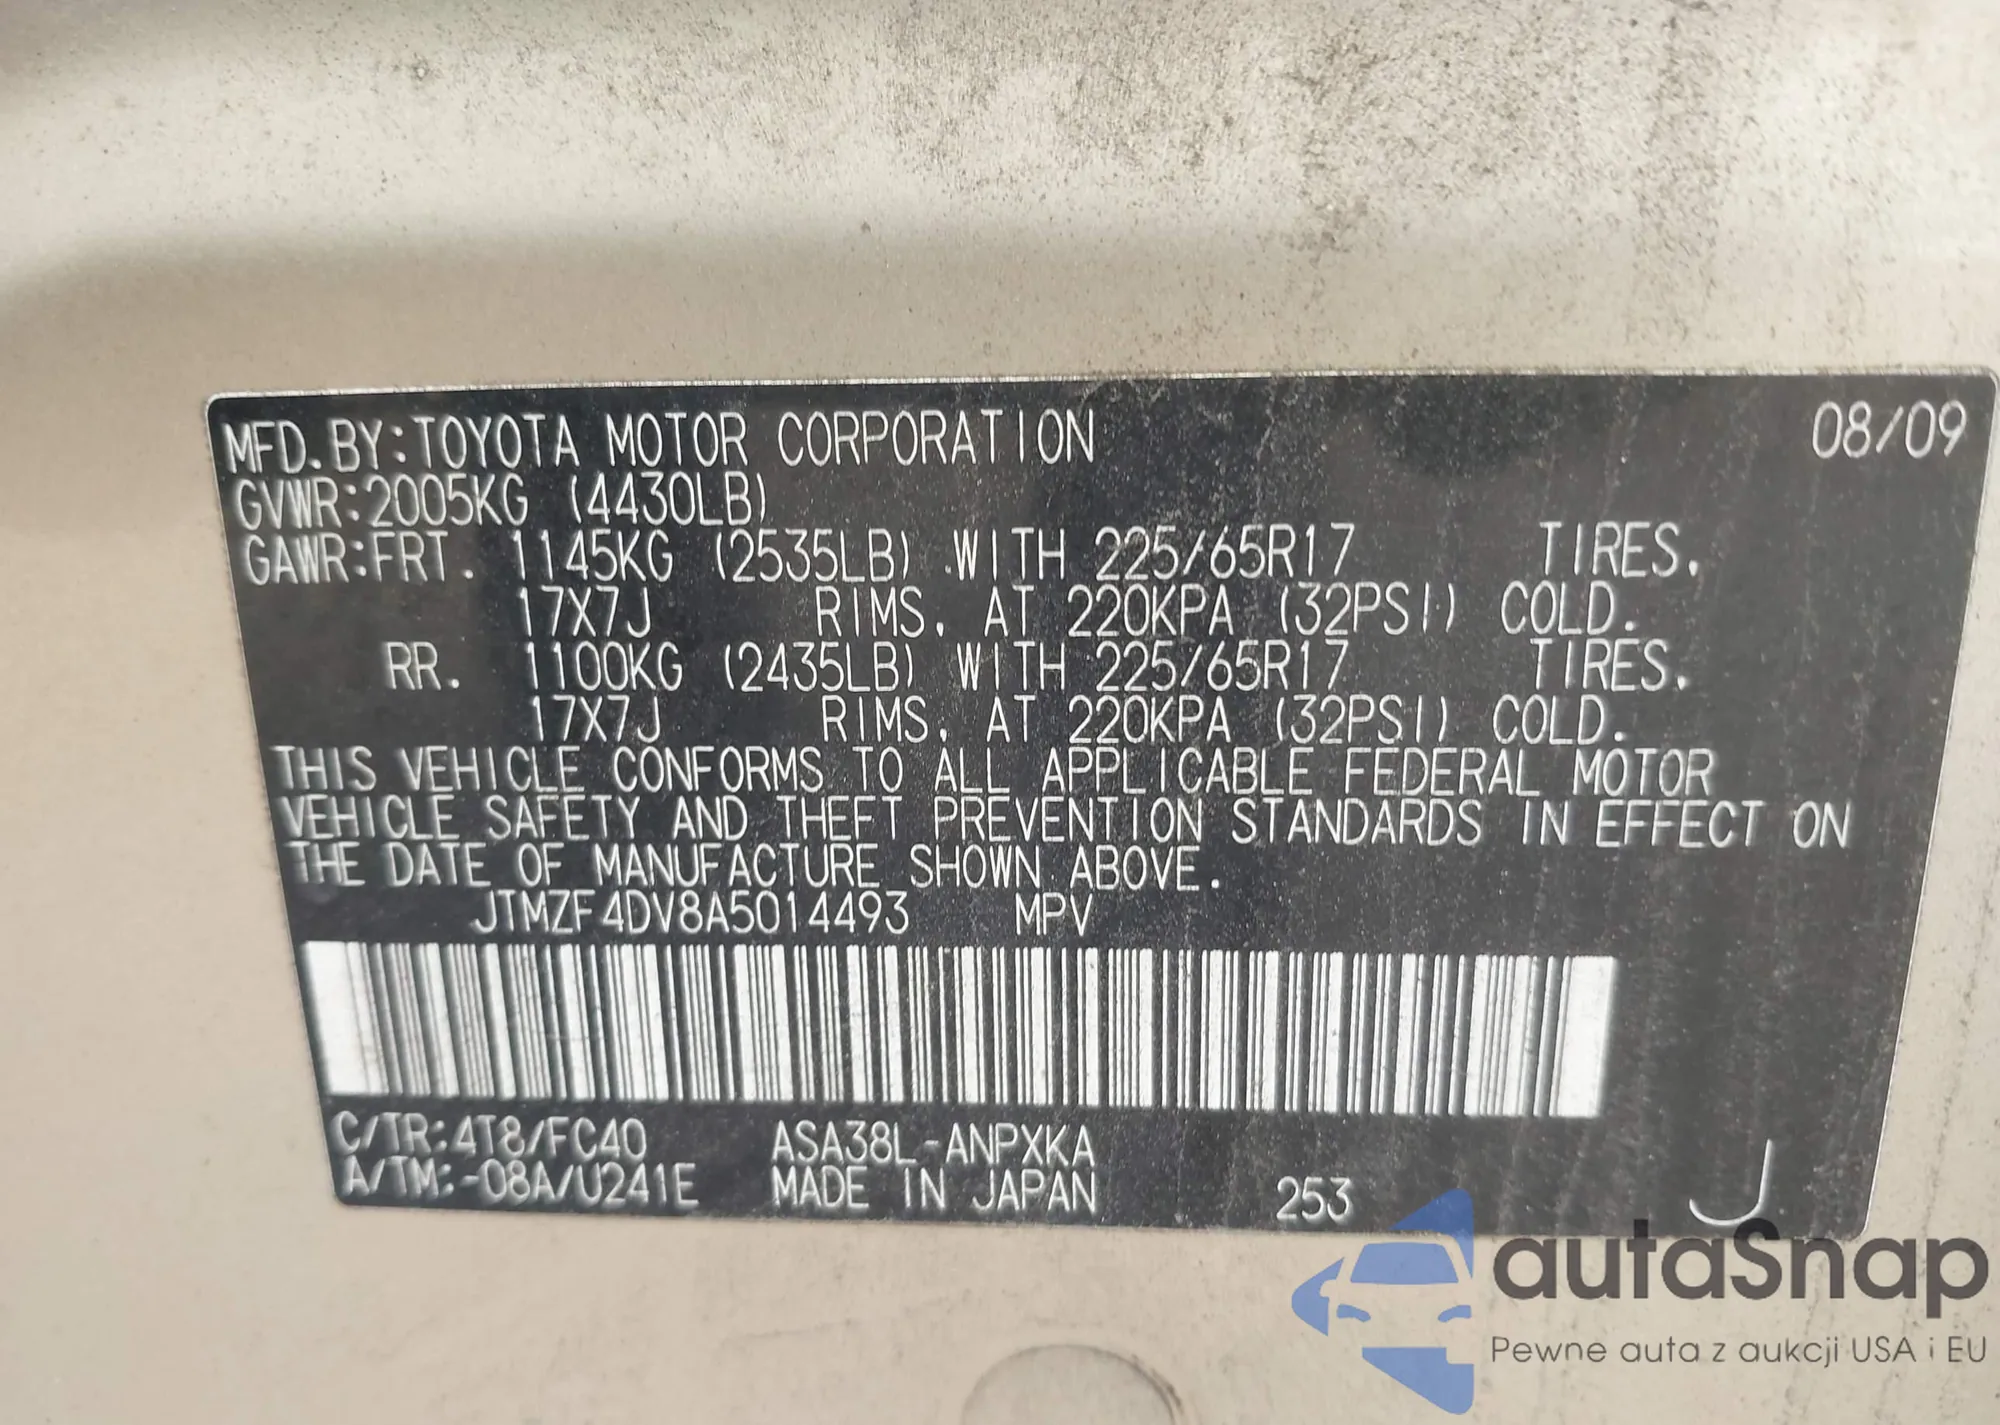 MFD. BY: TOYOTA MOTOR CORPORATION 08/09
GVWR: 2005KG (4430LB)
GAWR: FRT. 1145KG (2535LB) WITH 225/65R17 TIRES,
17X7J RIMS, AT 220KPA (32PSI) COLD.
RR. 1100KG (2435LB) WITH 225/65R17 TIRES,
17X7J RIMS, AT 220KPA (32PSI) COLD.
THIS VEHICLE CONFORMS TO ALL APPLICABLE FEDERAL MOTOR
VEHICLE SAFETY AND THEFT PREVENTION STANDARDS IN EFFECT ON
THE DATE OF MANUFACTURE SHOWN ABOVE.
JTMZF4DV8A5014493 MPV
C/TR: 4T8/FC40 ASA38L-ANPXKA
A/TM: -08A/U241E MADE IN JAPAN 253 J
autaSnap
Pewne auta z aukcji USA i EU